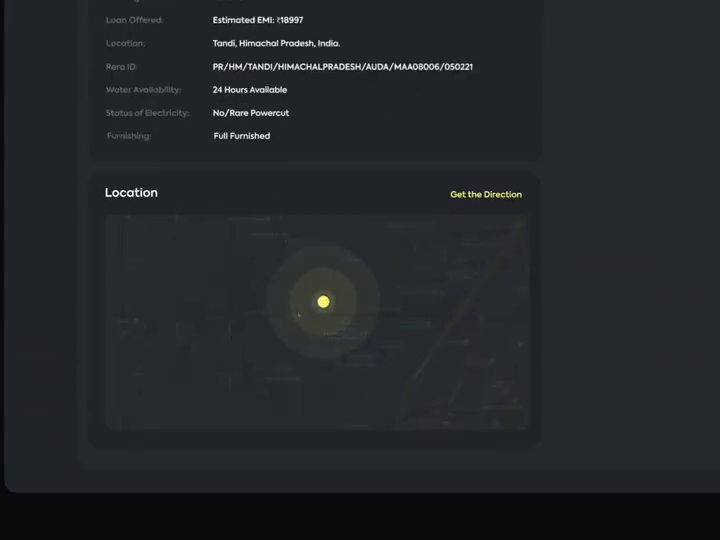 Loan Offered: Estimated EMI: ₹18997
Location: Tandi, Himachal Pradesh, India.
Rera ID: PR/HM/TANDI/HIMACHALPRADESH/AUDA/MAA08006/050221
Water Availability: 24 Hours Available
Status of Electricity: No/Rare Powercut
Furnishing: Full Furnished
Location Get the Direction